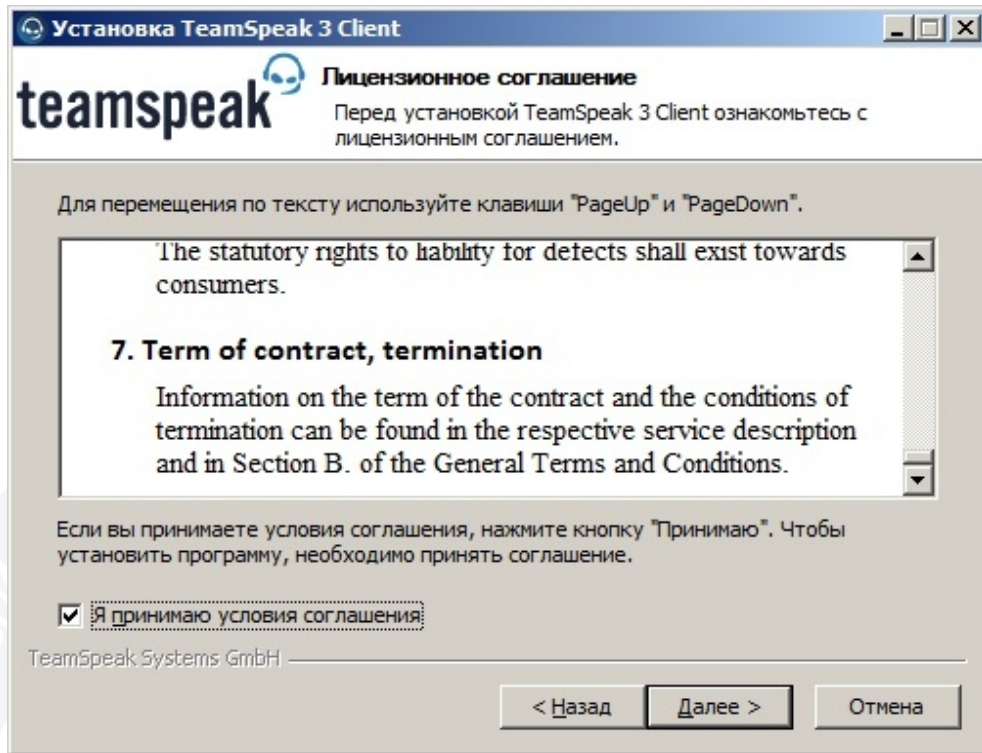 Установка TeamSpeak 3 Client
teamspeak
Лицензионное соглашение
Перед установкой TeamSpeak 3 Client ознакомьтесь с
лицензионным соглашением.
Для перемещения по тексту используйте клавиши "PageUp" и "PageDown".
The statutory rights to liability for defects shall exist towards
consumers.
7. Term of contract, termination
Information on the term of the contract and the conditions of
termination can be found in the respective service description
and in Section B. of the General Terms and Conditions.
Если вы принимаете условия соглашения, нажмите кнопку "Принимаю". Чтобы
установить программу, необходимо принять соглашение.
Я принимаю условия соглашения
TeamSpeak Systems GmbH
< Назад
Далее >
Отмена